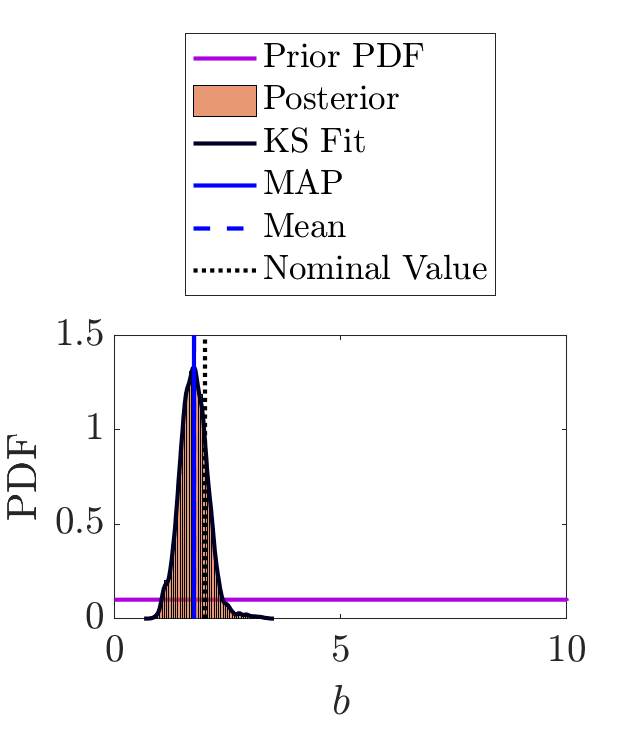 Prior PDF
Posterior
KS Fit
MAP
Mean
Nominal Value
1.5
1
0.5
0
PDF
0 5 10
b